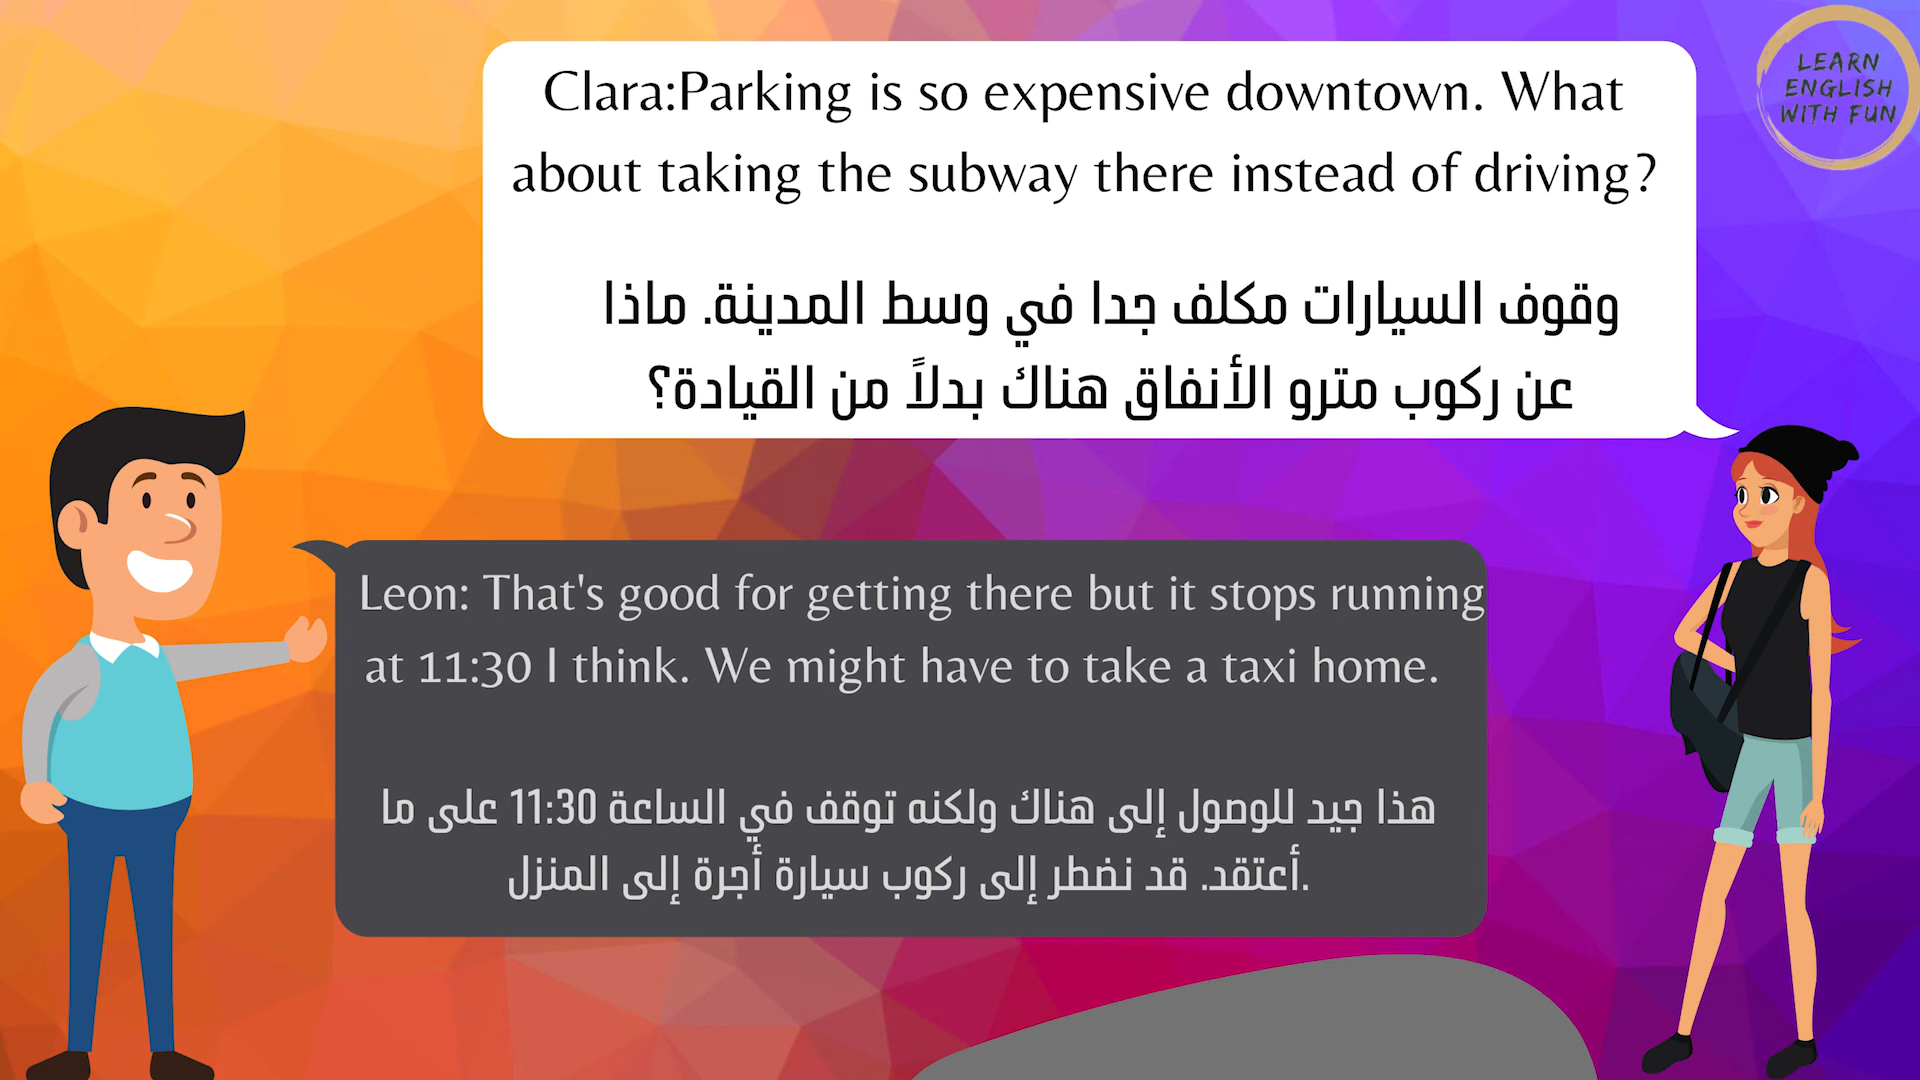 Clara:Parking is so expensive downtown. What
about taking the subway there instead of driving?
وقوف السيارات مكلف جدا في وسط المدينة. ماذا
عن ركوب مترو الأنفاق هناك بدلاً من القيادة؟
Leon: That's good for getting there but it stops running
at 11:30 I think. We might have to take a taxi home.
هذا جيد للوصول إلى هناك ولكنه توقف في الساعة 11:30 على ما
.أعتقد. قد نضطر إلى ركوب سيارة أجرة إلى المنزل
LEARN
ENGLISH
WITH FUN